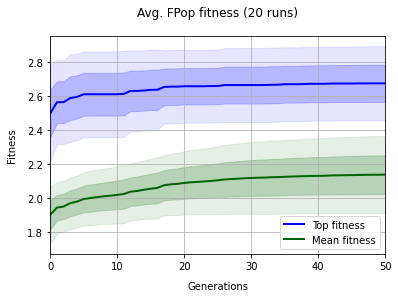 Avg. FPop fitness (20 runs)
2.8
2.6
2.4
2.2
2.0
1.8
Fitness
0 10 20 30 40 50
Generations
Top fitness
Mean fitness